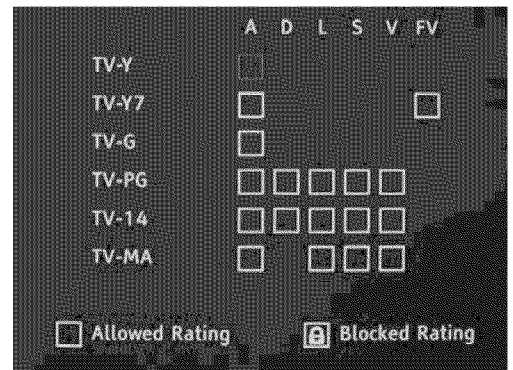 A D L S V FV
TV-Y
TV-Y7
TV-G
TV-PG
TV-14
TV-MA
Allowed Rating Blocked Rating